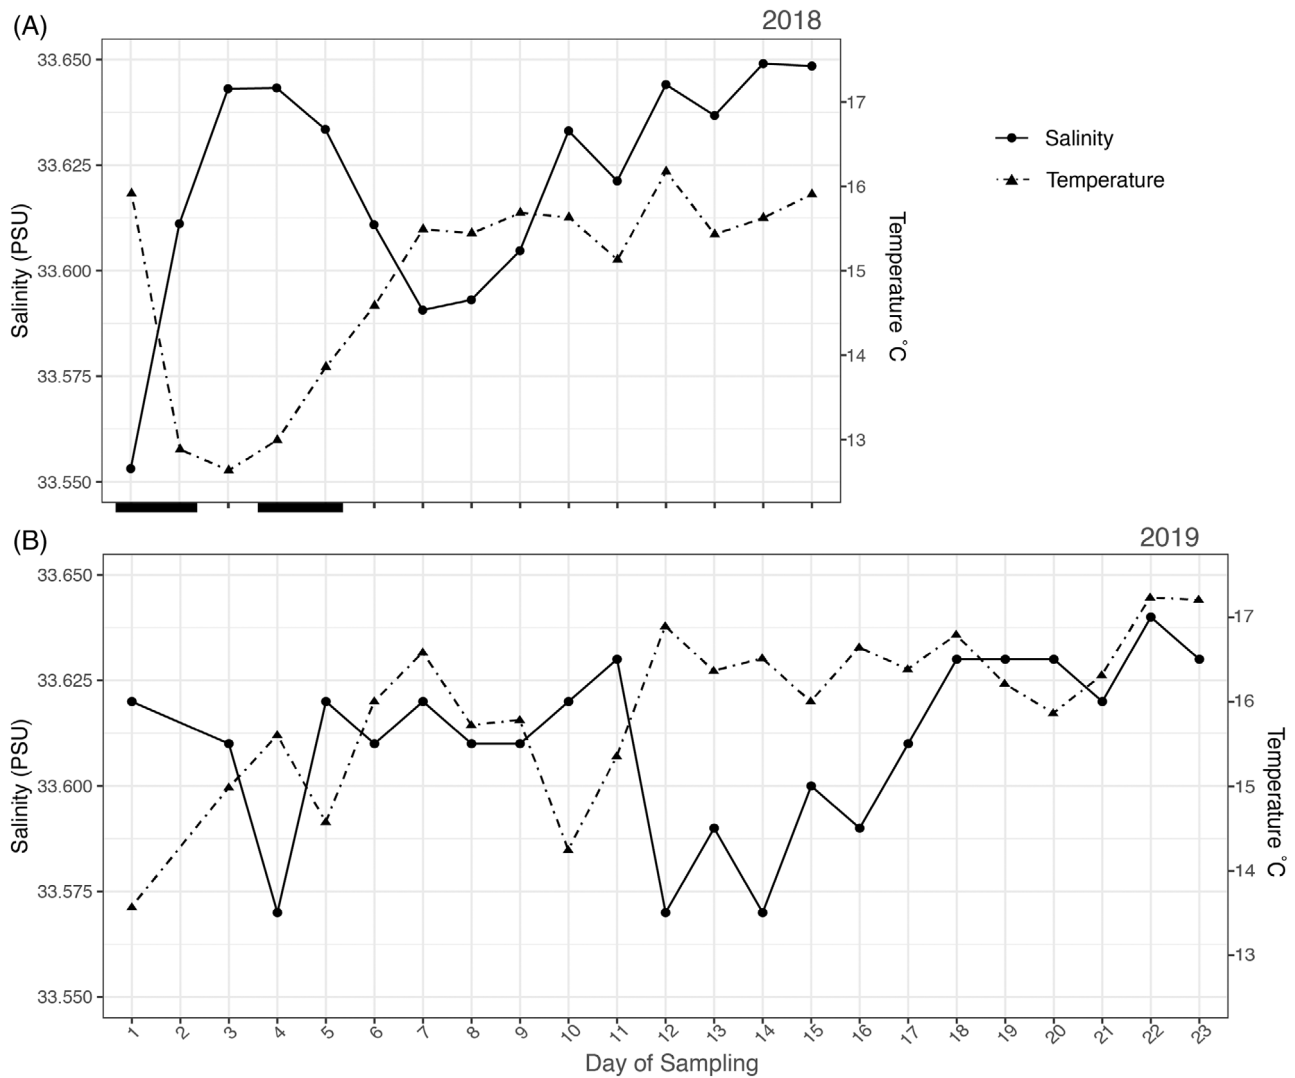 (A)
2018
33.650
33.625
33.600
33.575
33.550
Salinity (PSU)
17
16
15
14
13
Temperature °C
Salinity
Temperature
(B)
2019
33.650
33.625
33.600
33.575
33.550
Salinity (PSU)
17
16
15
14
13
Temperature °C
1 2 3 4 5 6 7 8 9 10 11 12 13 14 15 16 17 18 19 20 21 22 23
Day of Sampling